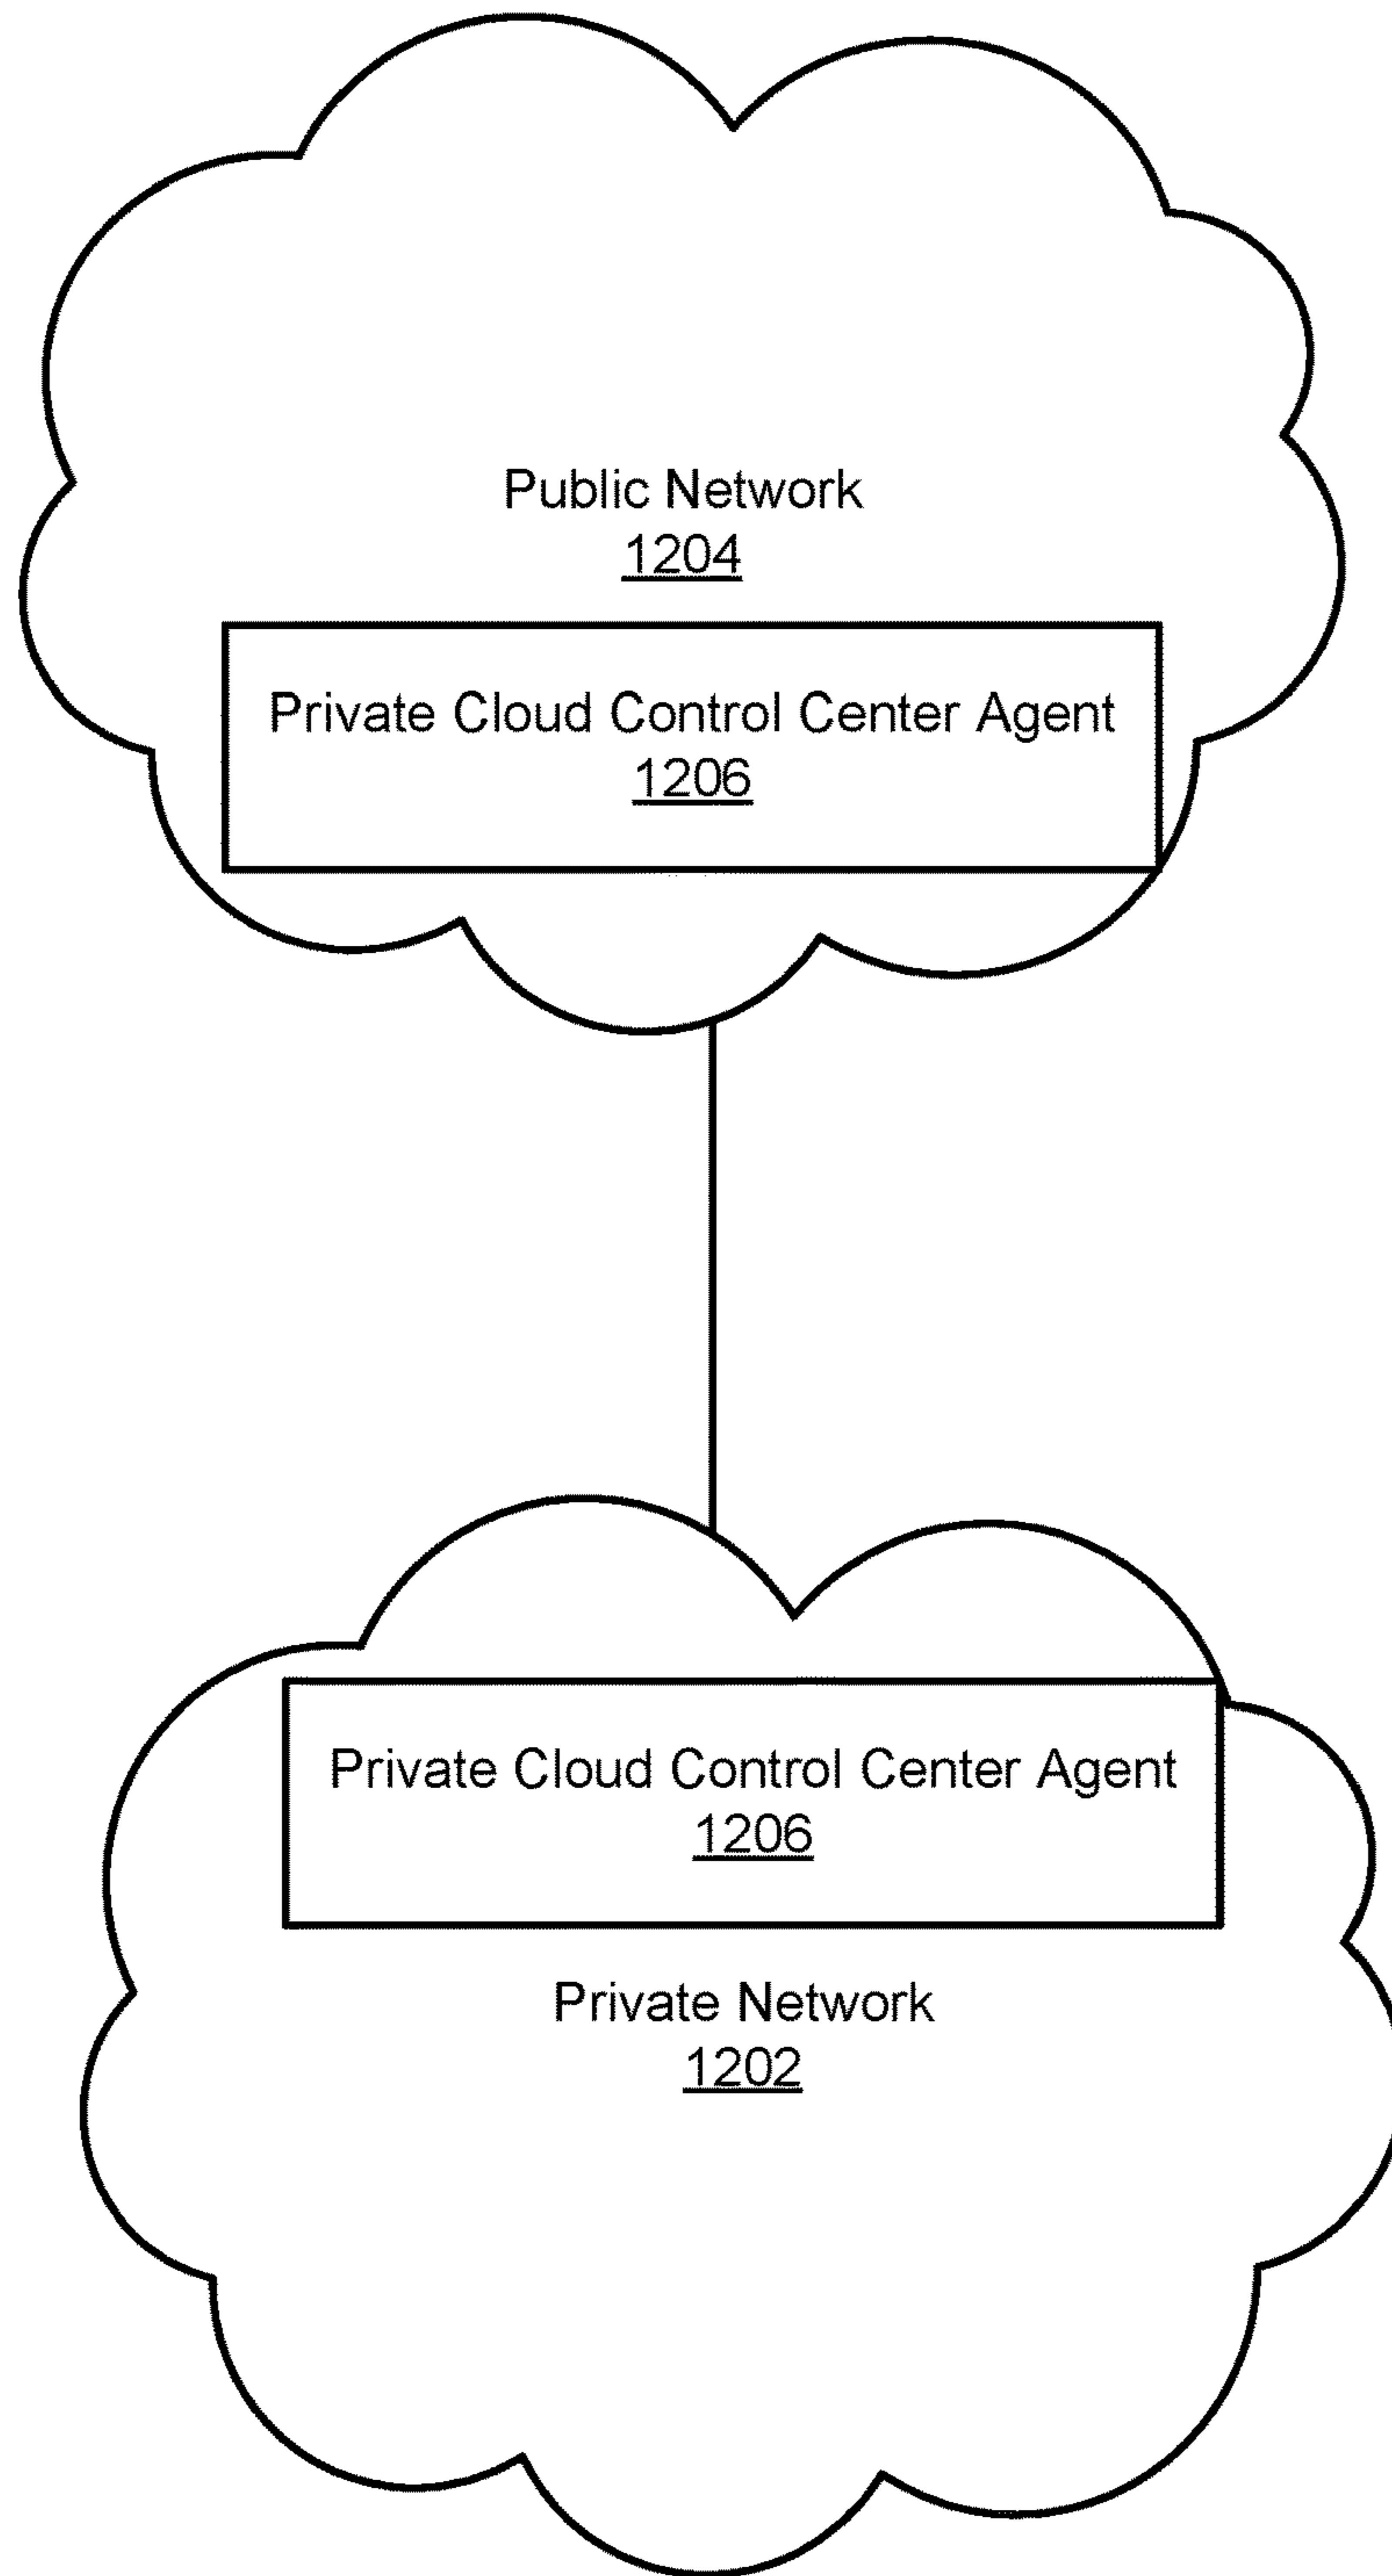 Public Network
1204
Private Cloud Control Center Agent
1206
Private Cloud Control Center Agent
1206
Private Network
1202